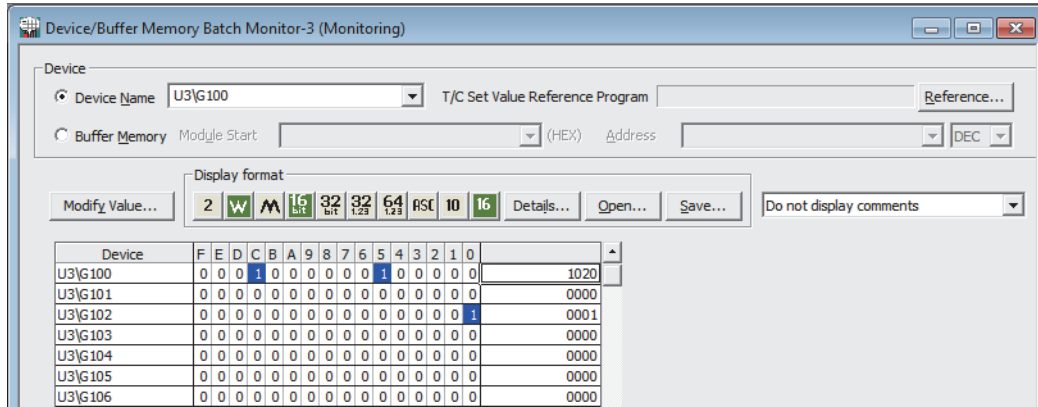 Device/Buffer Memory Batch Monitor-3 (Monitoring)
Device
Device Name U3\G100 T/C Set Value Reference Program Reference...
Buffer Memory Module Start (HEX) Address DEC
Display format
Modify Value... 2 W M 16 bit 32 bit 32 1.23 64 1.23 ASC 10 16 Details... Open... Save... Do not display comments
Device F E D C B A 9 8 7 6 5 4 3 2 1 0
U3\G100 0 0 0 1 0 0 0 0 0 0 1 0 0 0 0 0 1020
U3\G101 0 0 0 0 0 0 0 0 0 0 0 0 0 0 0 0 0000
U3\G102 0 0 0 0 0 0 0 0 0 0 0 0 0 0 0 1 0001
U3\G103 0 0 0 0 0 0 0 0 0 0 0 0 0 0 0 0 0000
U3\G104 0 0 0 0 0 0 0 0 0 0 0 0 0 0 0 0 0000
U3\G105 0 0 0 0 0 0 0 0 0 0 0 0 0 0 0 0 0000
U3\G106 0 0 0 0 0 0 0 0 0 0 0 0 0 0 0 0 0000